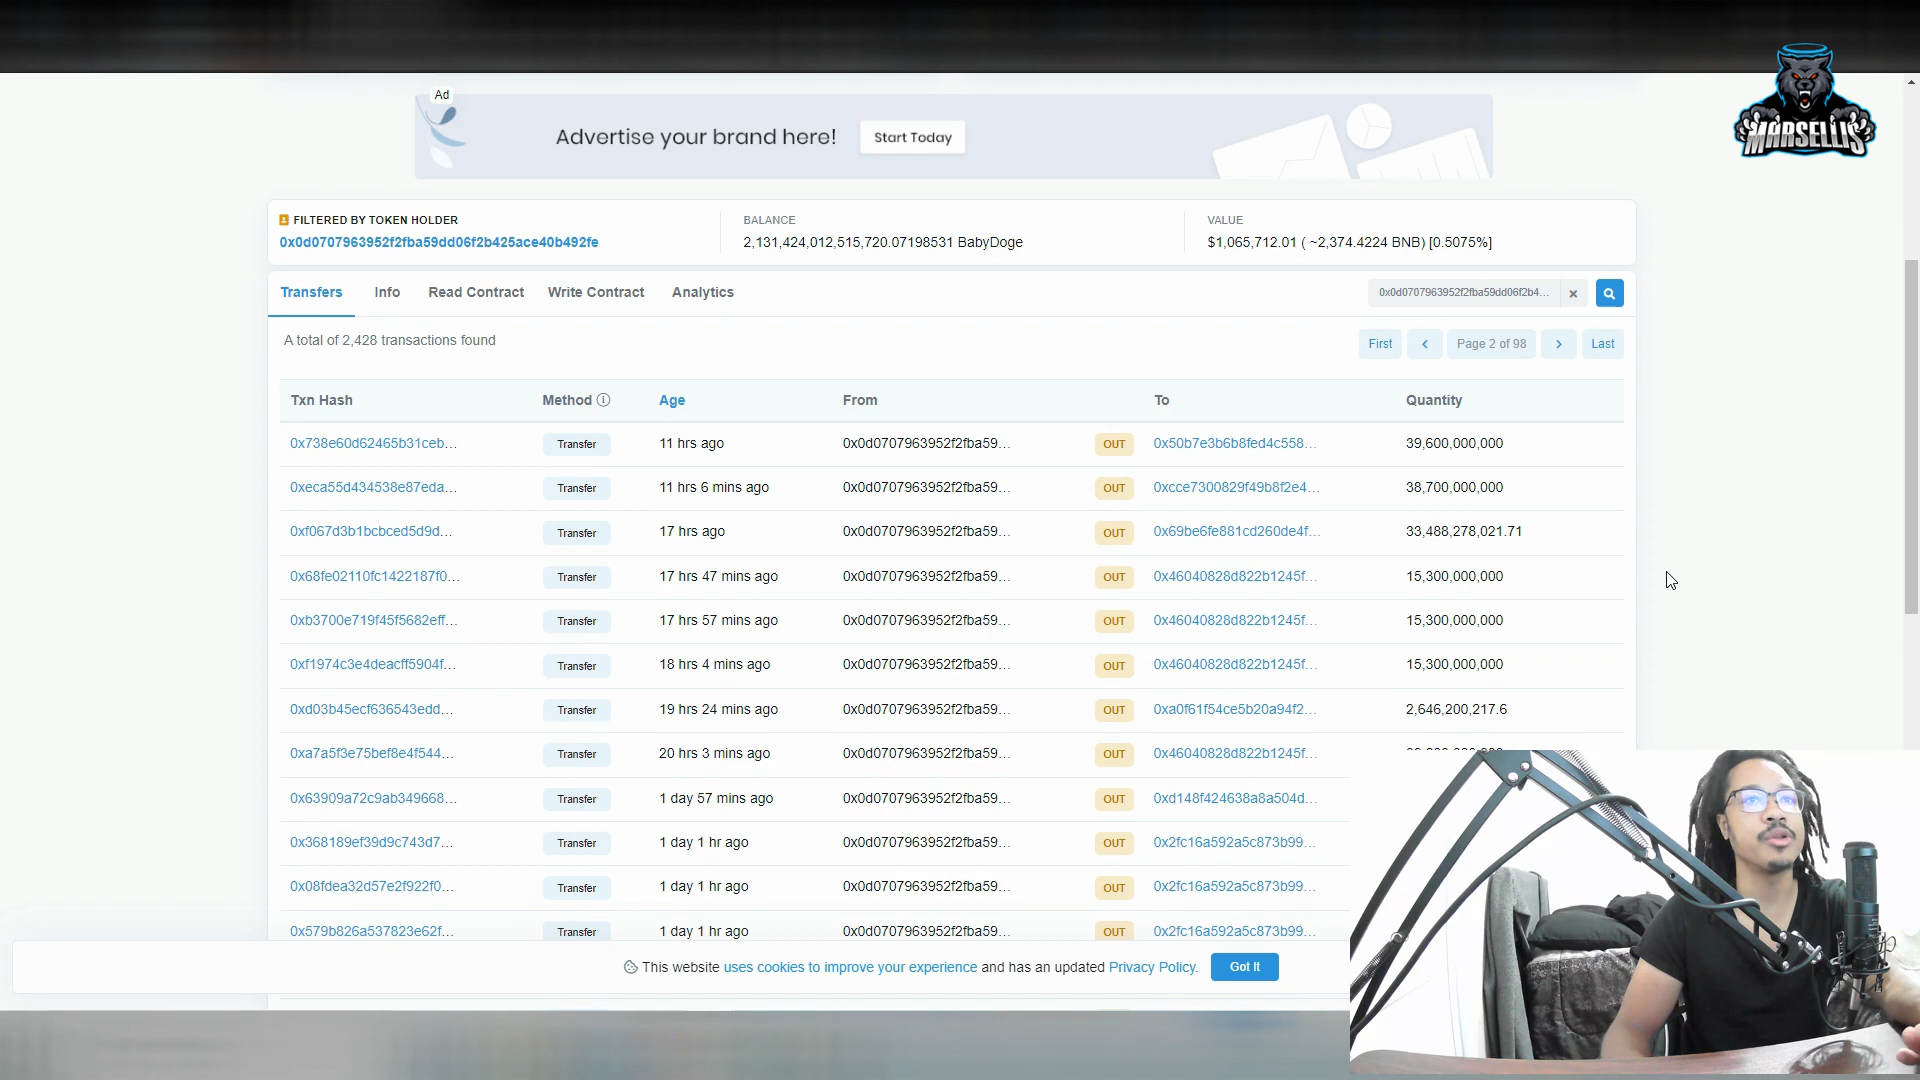 MARSELLIS
Ad
Advertise your brand here!
Start Today
FILTERED BY TOKEN HOLDER
0x0d0707963952f2fba59dd06f2b425ace40b492fe
BALANCE
2,131,424,012,515,720.07198531 BabyDoge
VALUE
$1,065,712.01 ( ~2,374.4224 BNB) [0.5075%]
Transfers Info Read Contract Write Contract Analytics
0x0d0707963952f2fba59dd06f2b4...
A total of 2,428 transactions found
First Page 2 of 98 Last
Txn Hash Method Age From To Quantity
0x738e60d62465b31ceb... Transfer 11 hrs ago 0x0d0707963952f2fba59... OUT 0x50b7e3b6b8fed4c558... 39,600,000,000
0xeca55d434538e87eda... Transfer 11 hrs 6 mins ago 0x0d0707963952f2fba59... OUT 0xcce7300829f49b8f2e4... 38,700,000,000
0xf067d3b1bcbced5d9d... Transfer 17 hrs ago 0x0d0707963952f2fba59... OUT 0x69be6fe881cd260de4f... 33,488,278,021.71
0x68fe02110fc1422187f0... Transfer 17 hrs 47 mins ago 0x0d0707963952f2fba59... OUT 0x46040828d822b1245f... 15,300,000,000
0xb3700e719f45f5682eff... Transfer 17 hrs 57 mins ago 0x0d0707963952f2fba59... OUT 0x46040828d822b1245f... 15,300,000,000
0xf1974c3e4deacff5904f... Transfer 18 hrs 4 mins ago 0x0d0707963952f2fba59... OUT 0x46040828d822b1245f... 15,300,000,000
0xd03b45ecf636543edd... Transfer 19 hrs 24 mins ago 0x0d0707963952f2fba59... OUT 0xa0f61f54ce5b20a94f2... 2,646,200,217.6
0xa7a5f3e75bef8e4f544... Transfer 20 hrs 3 mins ago 0x0d0707963952f2fba59... OUT 0x46040828d822b1245f...
0x63909a72c9ab349668... Transfer 1 day 57 mins ago 0x0d0707963952f2fba59... OUT 0xd148f424638a8a504d...
0x368189ef39d9c743d7... Transfer 1 day 1 hr ago 0x0d0707963952f2fba59... OUT 0x2fc16a592a5c873b99...
0x08fdea32d57e2f922f0... Transfer 1 day 1 hr ago 0x0d0707963952f2fba59... OUT 0x2fc16a592a5c873b99...
0x579b826a537823e62f... Transfer 1 day 1 hr ago 0x0d0707963952f2fba59... OUT 0x2fc16a592a5c873b99...
This website uses cookies to improve your experience and has an updated Privacy Policy. Got It